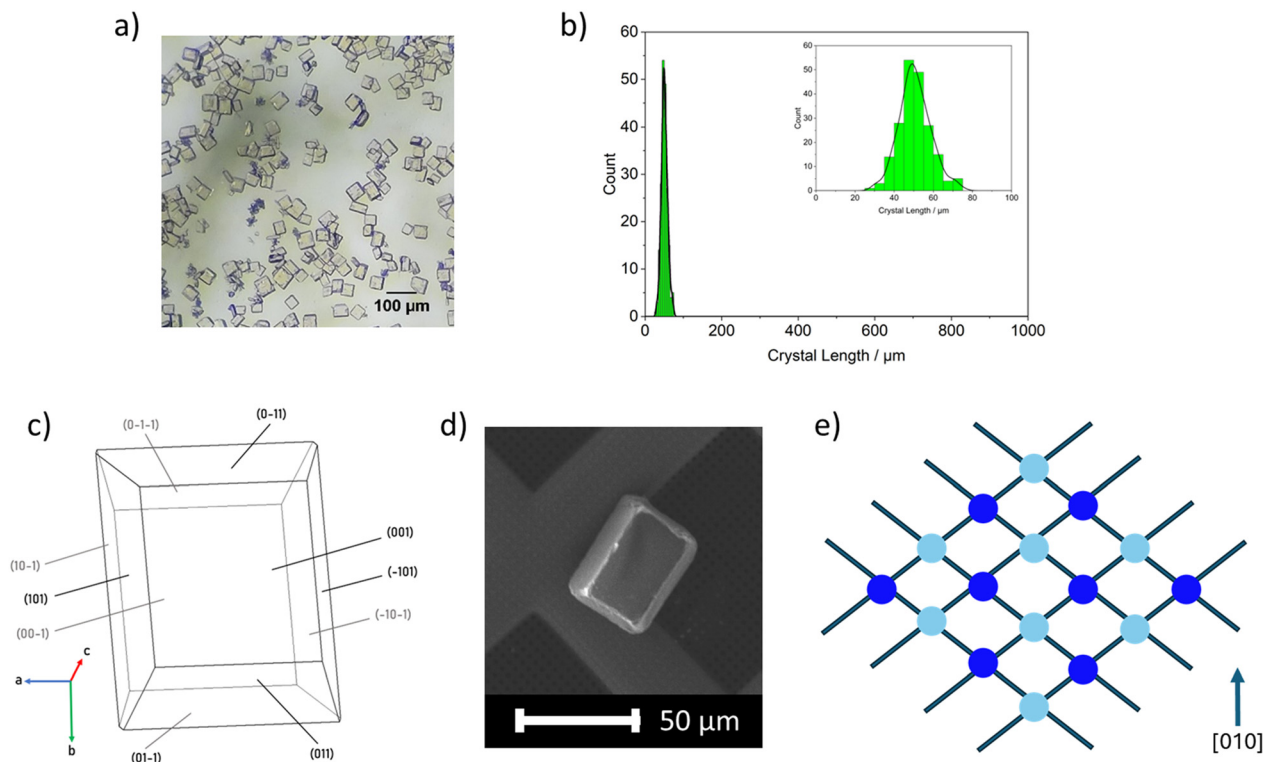 a)
100 μm
b)
60
50
40
30
20
10
0
Count
0 200 400 600 800 1000
Crystal Length / μm
60
50
40
30
20
10
0
Count
0 20 40 60 80 100
Crystal Length / μm
c)
(0-1-1)
(0-11)
(10-1)
(101)
(00-1)
(001)
(-101)
(-10-1)
(011)
(01-1)
a
c
b
d)
50 μm
e)
[010]